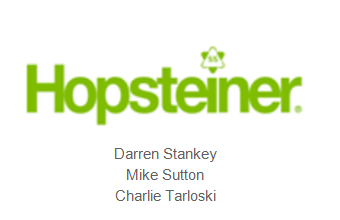 Hopsteiner®
Darren Stankey
Mike Sutton
Charlie Tarloski